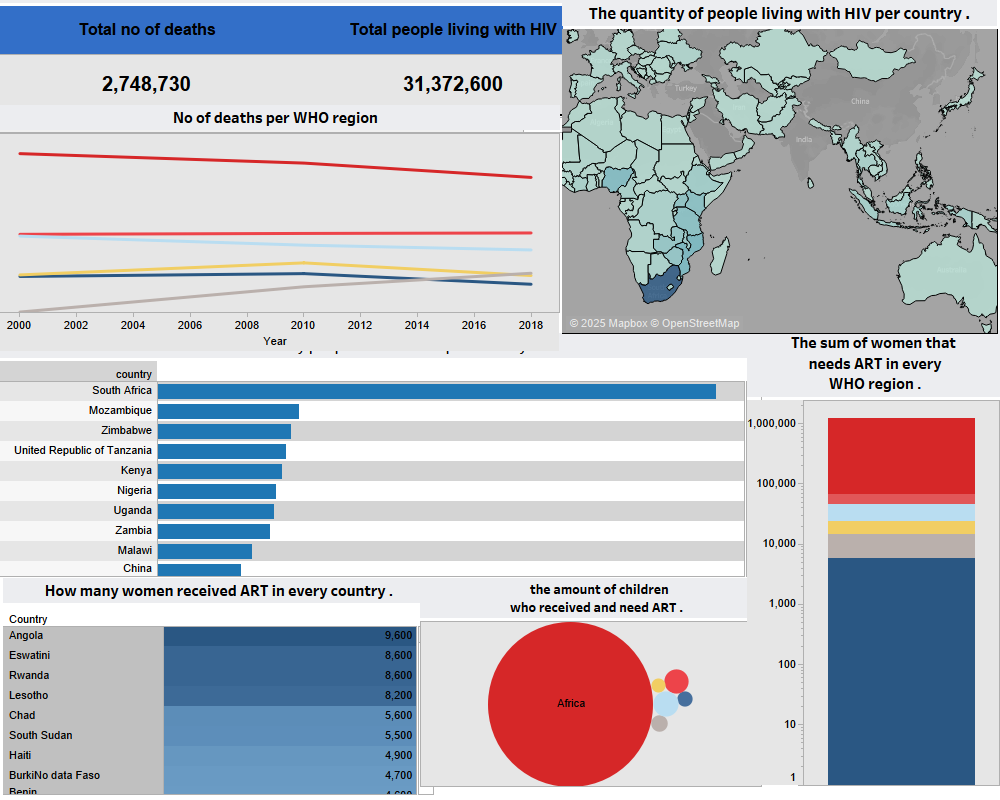 Total no of deaths
Total people living with HIV
2,748,730
31,372,600
No of deaths per WHO region
2000 2002 2004 2006 2008 2010 2012 2014 2016 2018
Year
The quantity of people living with HIV per country .
Turkey
China
India
© 2025 Mapbox © OpenStreetMap
country
South Africa
Mozambique
Zimbabwe
United Republic of Tanzania
Kenya
Nigeria
Uganda
Zambia
Malawi
China
The sum of women that
needs ART in every
WHO region .
1,000,000
100,000
10,000
1,000
100
10
1
How many women received ART in every country .
Country
Angola 9,600
Eswatini 8,600
Rwanda 8,600
Lesotho 8,200
Chad 5,600
South Sudan 5,500
Haiti 4,900
BurkiNo data Faso 4,700
Benin 4,600
the amount of children
who received and need ART .
Africa